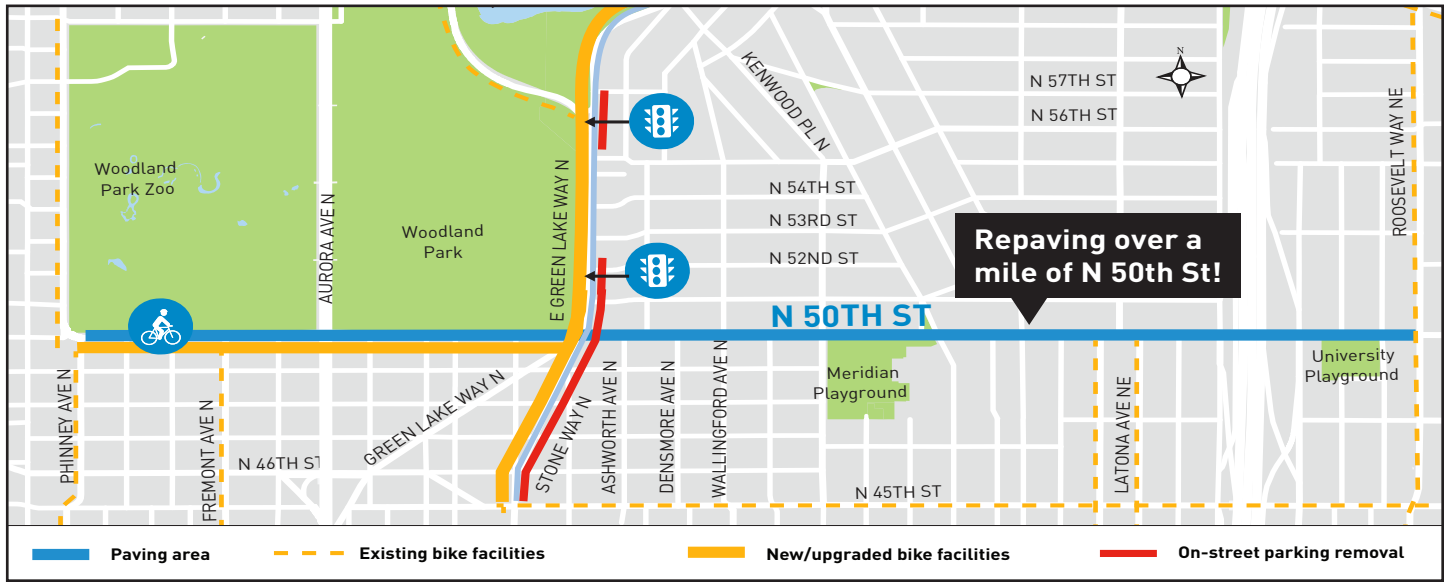 N
N 57TH ST
N 56TH ST
KENWOOD PL N
Woodland
Park Zoo
AURORA AVE N
Woodland
Park
E GREEN LAKE WAY N
N 54TH ST
N 53RD ST
N 52ND ST
ROOSEVELT WAY NE
Repaving over a
mile of N 50th St!
N 50TH ST
PHINNEY AVE N
FREMONT AVE N
N 46TH ST
GREEN LAKE WAY N
STONE WAY N
ASHWORTH AVE N
DENSMORE AVE N
WALLINGFORD AVE N
Meridian
Playground
N 45TH ST
LATONA AVE NE
University
Playground
Paving area
Existing bike facilities
New/upgraded bike facilities
On-street parking removal